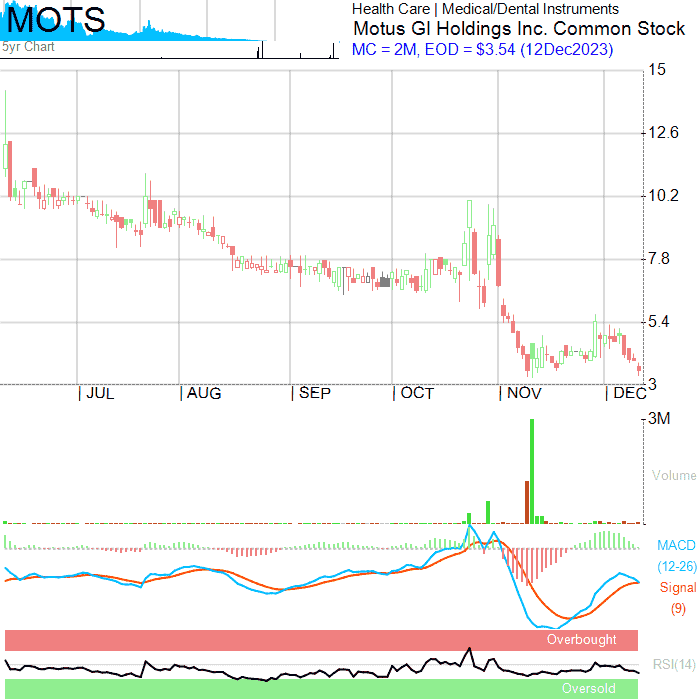 MOTS
5yr Chart
Health Care | Medical/Dental Instruments
Motus GI Holdings Inc. Common Stock
MC = 2M, EOD = $3.54 (12Dec2023)
15
12.6
10.2
7.8
5.4
3
| JUL | AUG | SEP | OCT | NOV | DEC
3M
Volume
MACD
(12-26)
Signal
(9)
Overbought
RSI(14)
Oversold